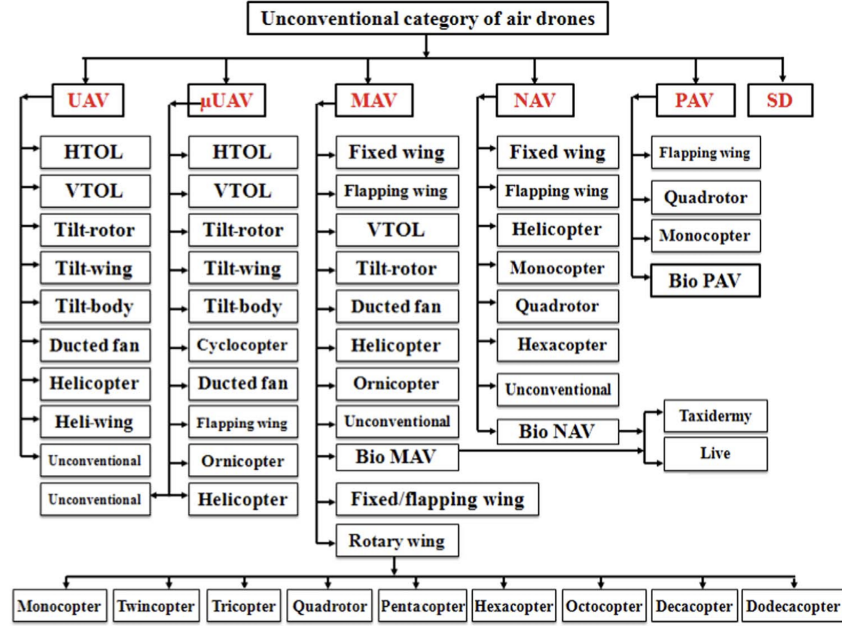 Unconventional category of air drones
UAV
μUAV
MAV
NAV
PAV
SD
HTOL
VTOL
Tilt-rotor
Tilt-wing
Tilt-body
Ducted fan
Helicopter
Heli-wing
Unconventional
Unconventional
HTOL
VTOL
Tilt-rotor
Tilt-wing
Tilt-body
Cyclocopter
Ducted fan
Flapping wing
Ornicopter
Helicopter
Fixed wing
Flapping wing
VTOL
Tilt-rotor
Ducted fan
Helicopter
Ornicopter
Unconventional
Bio MAV
Fixed/flapping wing
Rotary wing
Fixed wing
Flapping wing
Helicopter
Monocopter
Quadrotor
Hexacopter
Unconventional
Bio NAV
Flapping wing
Quadrotor
Monocopter
Bio PAV
Taxidermy
Live
Monocopter
Twincopter
Tricopter
Quadrotor
Pentacopter
Hexacopter
Octocopter
Decacopter
Dodecacopter